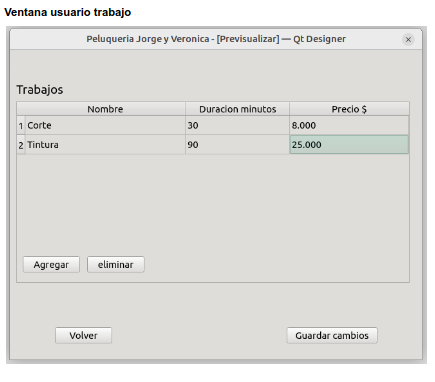 Ventana usuario trabajo
Peluqueria Jorge y Veronica - [Previsualizar] — Qt Designer
Trabajos
Nombre Duracion minutos Precio $
1 Corte 30 8.000
2 Tintura 90 25.000
Agregar eliminar
Volver Guardar cambios